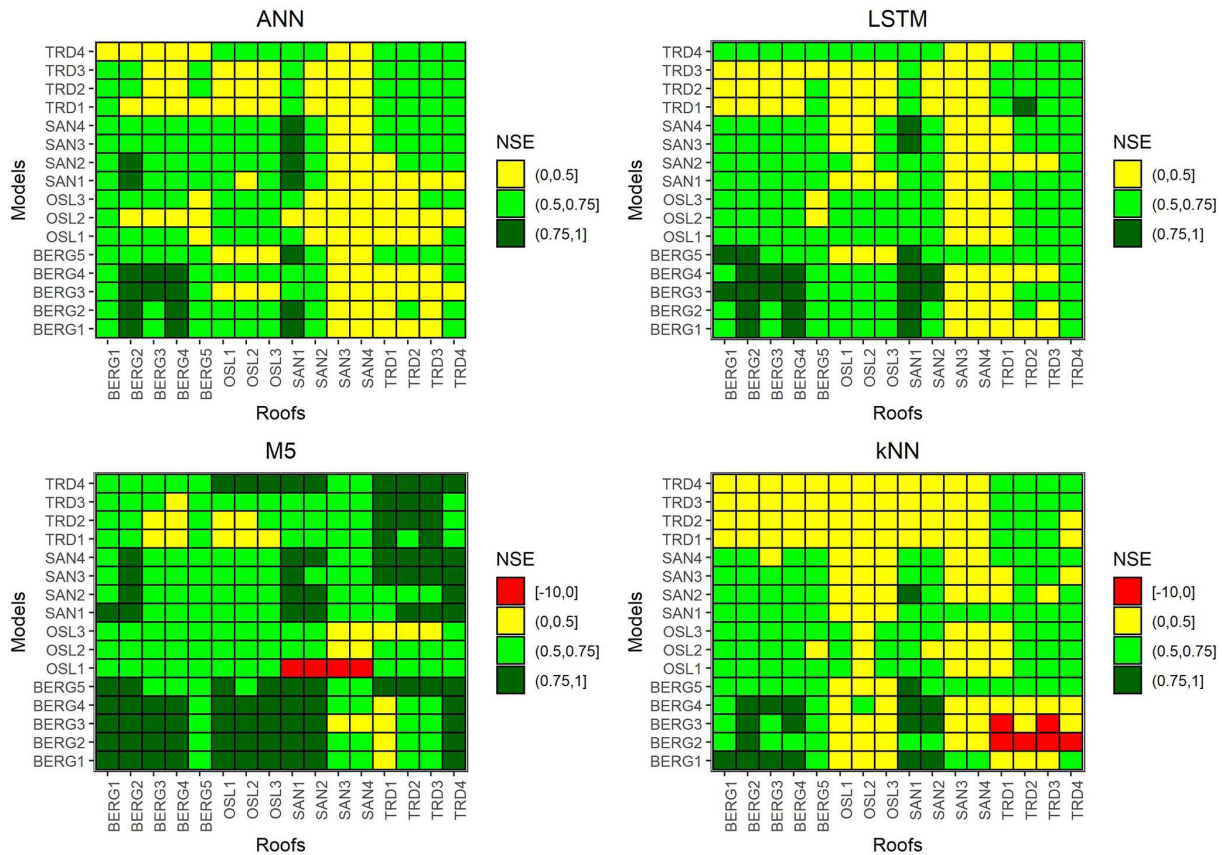 ANN
TRD4
TRD3
TRD2
TRD1
SAN4
SAN3
SAN2
SAN1
OSL3
OSL2
OSL1
BERG5
BERG4
BERG3
BERG2
BERG1
Models
BERG1 BERG2 BERG3 BERG4 BERG5 OSL1 OSL2 OSL3 SAN1 SAN2 SAN3 SAN4 TRD1 TRD2 TRD3 TRD4
Roofs
NSE
(0,0.5]
(0.5,0.75]
(0.75,1]
LSTM
TRD4
TRD3
TRD2
TRD1
SAN4
SAN3
SAN2
SAN1
OSL3
OSL2
OSL1
BERG5
BERG4
BERG3
BERG2
BERG1
Models
BERG1 BERG2 BERG3 BERG4 BERG5 OSL1 OSL2 OSL3 SAN1 SAN2 SAN3 SAN4 TRD1 TRD2 TRD3 TRD4
Roofs
NSE
(0,0.5]
(0.5,0.75]
(0.75,1]
M5
TRD4
TRD3
TRD2
TRD1
SAN4
SAN3
SAN2
SAN1
OSL3
OSL2
OSL1
BERG5
BERG4
BERG3
BERG2
BERG1
Models
BERG1 BERG2 BERG3 BERG4 BERG5 OSL1 OSL2 OSL3 SAN1 SAN2 SAN3 SAN4 TRD1 TRD2 TRD3 TRD4
Roofs
NSE
[-10,0]
(0,0.5]
(0.5,0.75]
(0.75,1]
kNN
TRD4
TRD3
TRD2
TRD1
SAN4
SAN3
SAN2
SAN1
OSL3
OSL2
OSL1
BERG5
BERG4
BERG3
BERG2
BERG1
Models
BERG1 BERG2 BERG3 BERG4 BERG5 OSL1 OSL2 OSL3 SAN1 SAN2 SAN3 SAN4 TRD1 TRD2 TRD3 TRD4
Roofs
NSE
[-10,0]
(0,0.5]
(0.5,0.75]
(0.75,1]